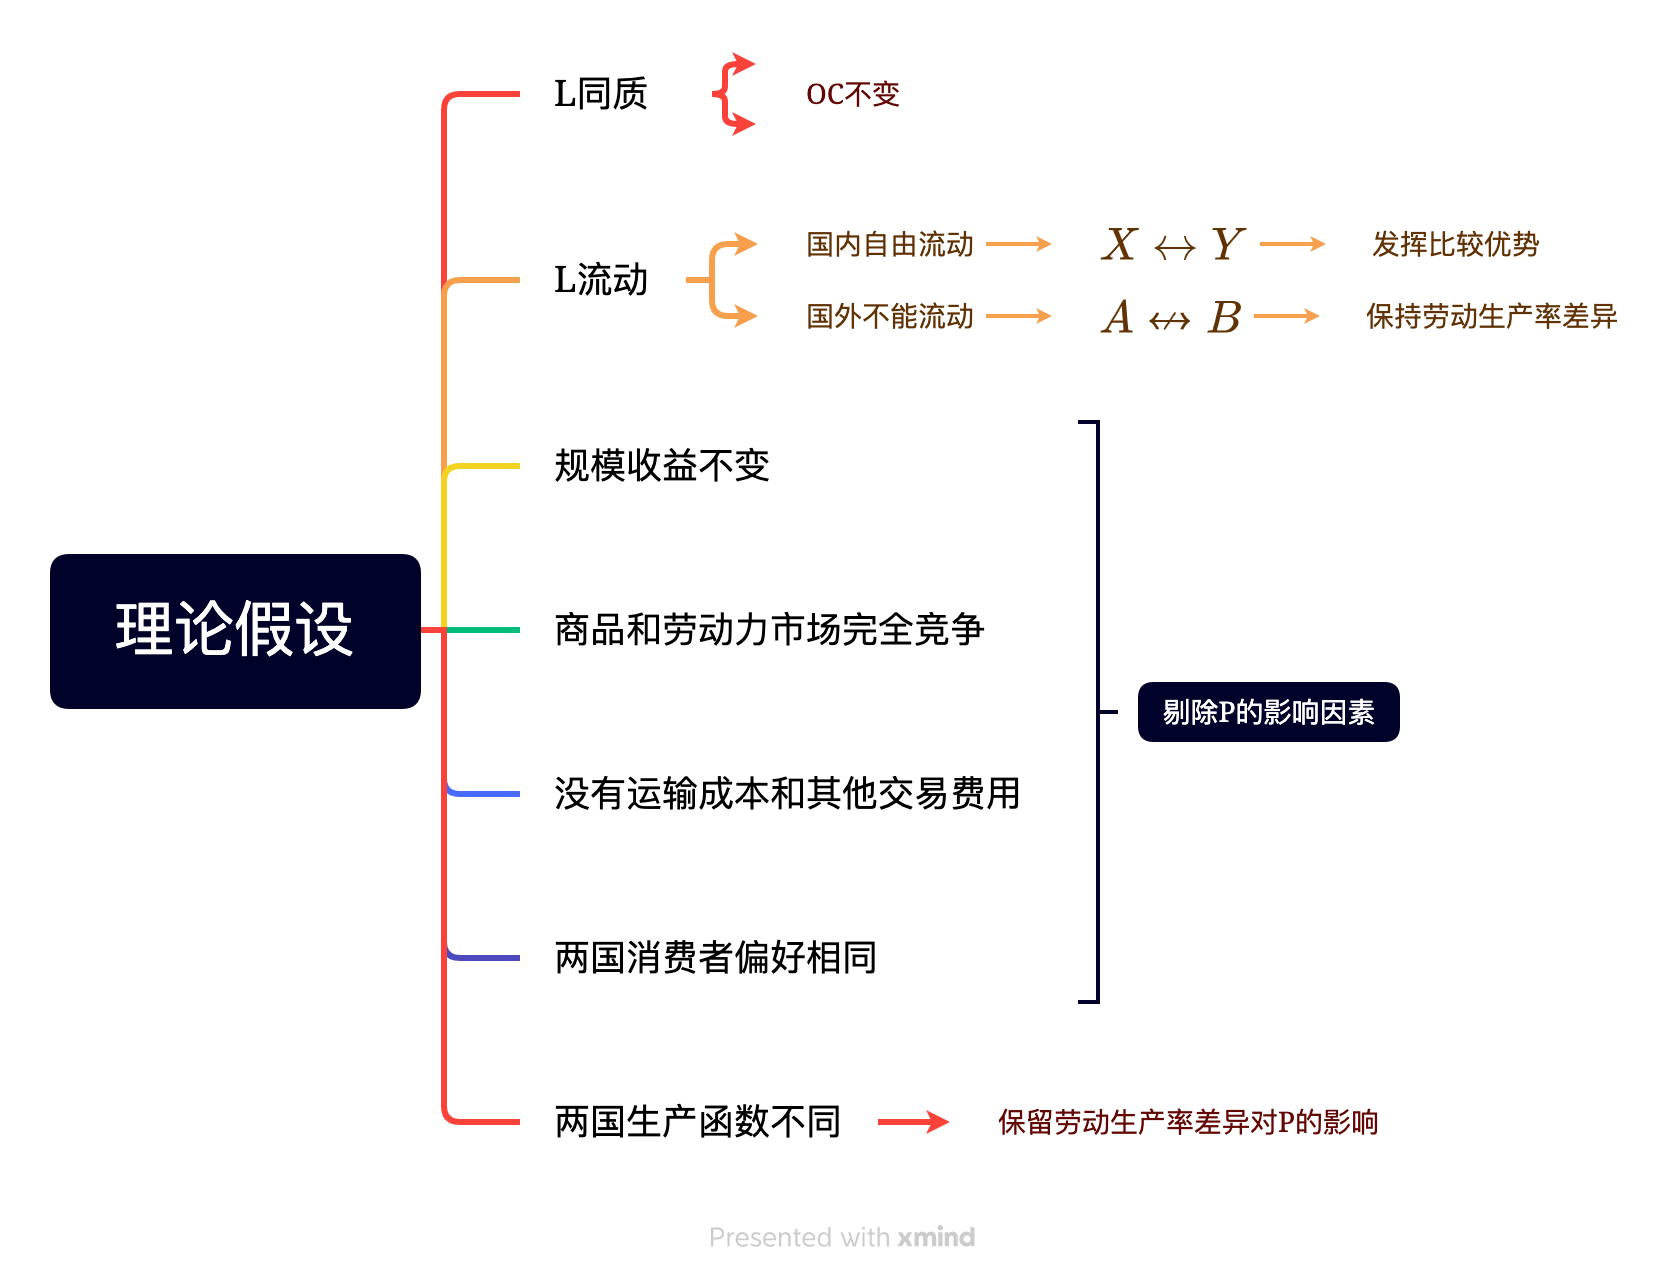 理论假设
L同质
OC不变
L流动
国内自由流动
X ↔ Y
发挥比较优势
国外不能流动
A ↮ B
保持劳动生产率差异
规模收益不变
商品和劳动力市场完全竞争
没有运输成本和其他交易费用
两国消费者偏好相同
剔除P的影响因素
两国生产函数不同
保留劳动生产率差异对P的影响
Presented with xmind